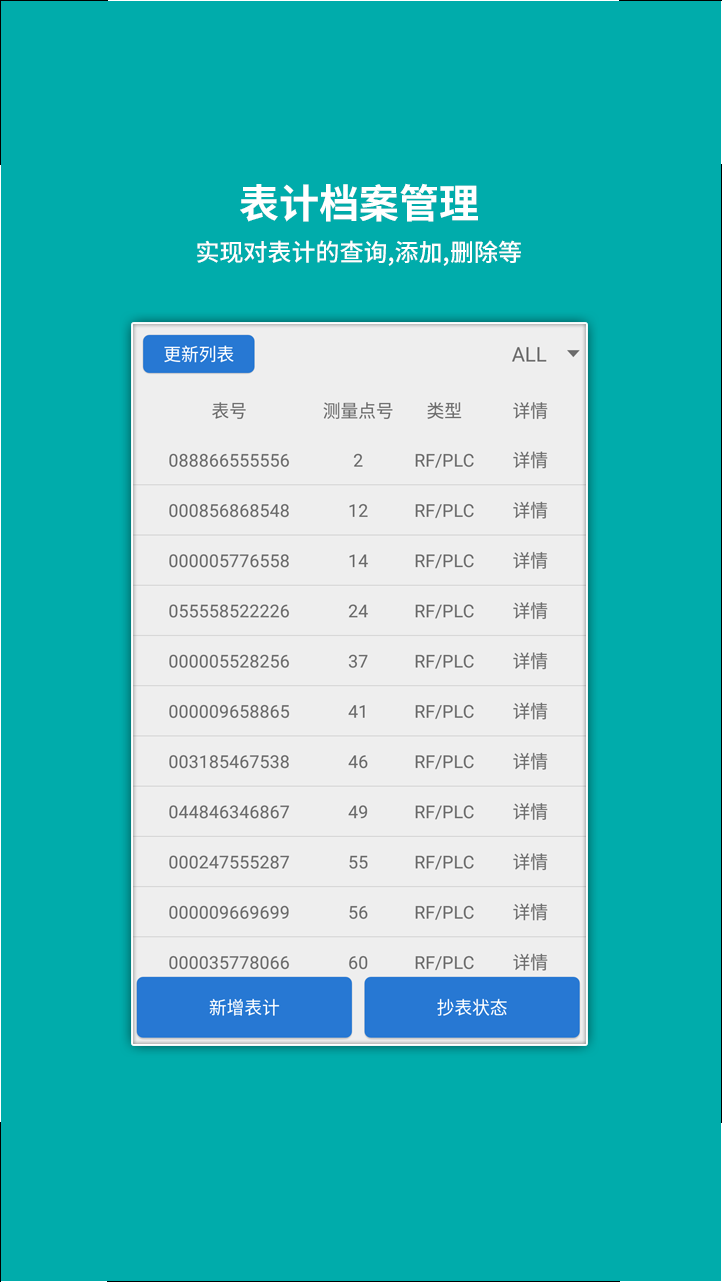 表计档案管理
实现对表计的查询,添加,删除等
更新列表 ALL
表号 测量点号 类型 详情
088866555556 2 RF/PLC 详情
000856868548 12 RF/PLC 详情
000005776558 14 RF/PLC 详情
055558522226 24 RF/PLC 详情
000005528256 37 RF/PLC 详情
000009658865 41 RF/PLC 详情
003185467538 46 RF/PLC 详情
044846346867 49 RF/PLC 详情
000247555287 55 RF/PLC 详情
000009669699 56 RF/PLC 详情
000035778066 60 RF/PLC 详情
新增表计 抄表状态